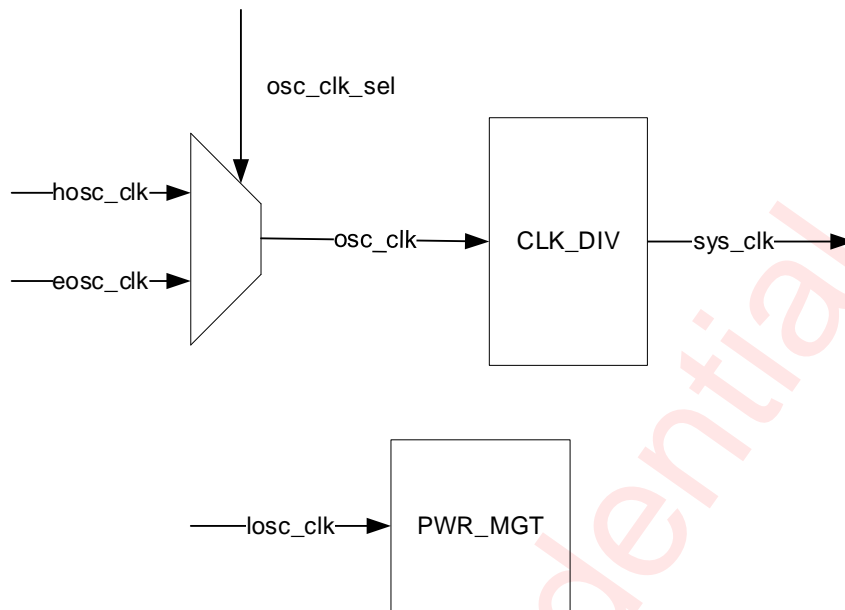 osc_clk_sel
hosc_clk
osc_clk
CLK_DIV
sys_clk
eosc_clk
losc_clk
PWR_MGT
dential